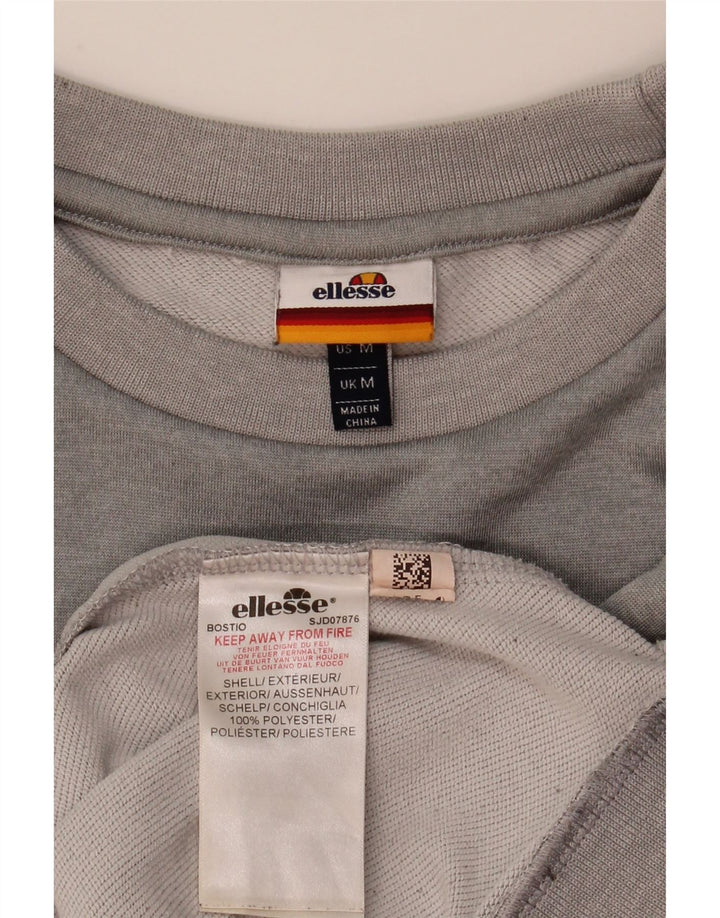 ellesse
US M
UK M
MADE IN
CHINA
ellesse®
BOSTIO SJD07876
KEEP AWAY FROM FIRE
TENIR ELOIGNE DU FEU
VON FEUER FERNHALTEN
UIT DE BUURT VAN VUUR HOUDEN
TENERE LONTANO DAL FUOCO
SHELL/ EXTÉRIEUR/
EXTERIOR/ AUSSENHAUT/
SCHELP/ CONCHIGLIA
100% POLYESTER/
POLIÉSTER/ POLIESTERE